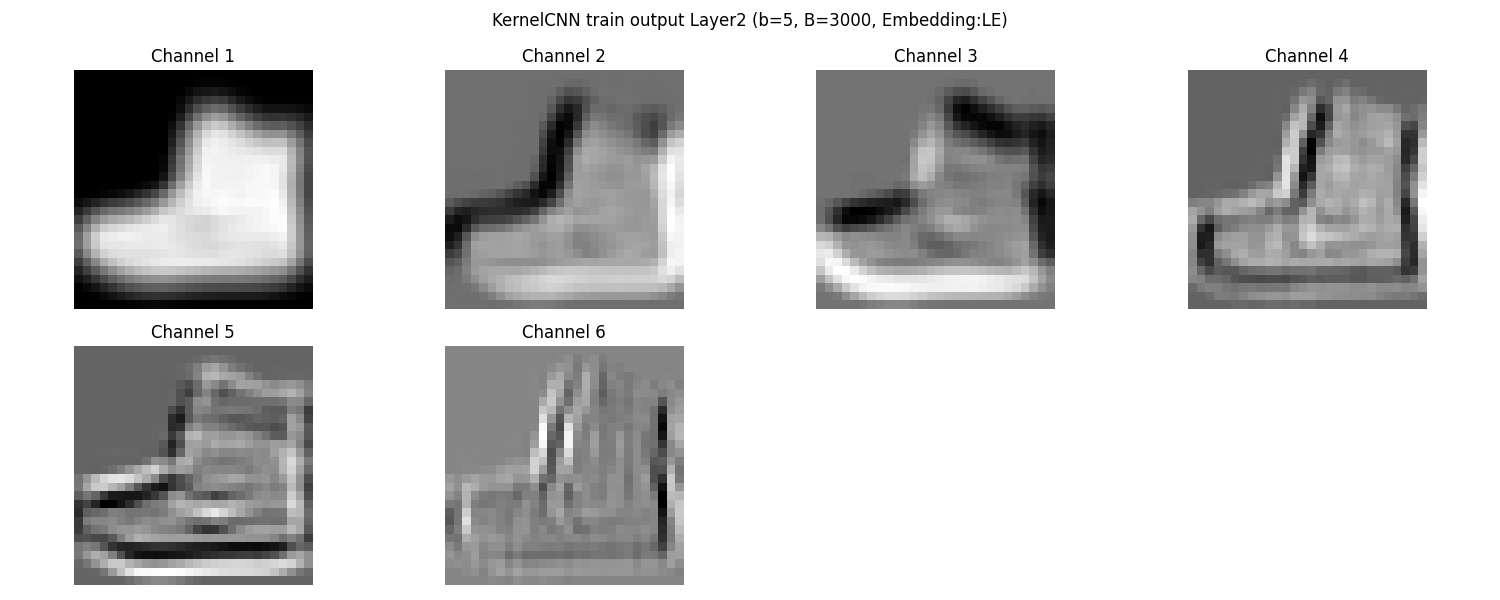 KernelCNN train output Layer2 (b=5, B=3000, Embedding:LE)
Channel 1
Channel 2
Channel 3
Channel 4
Channel 5
Channel 6